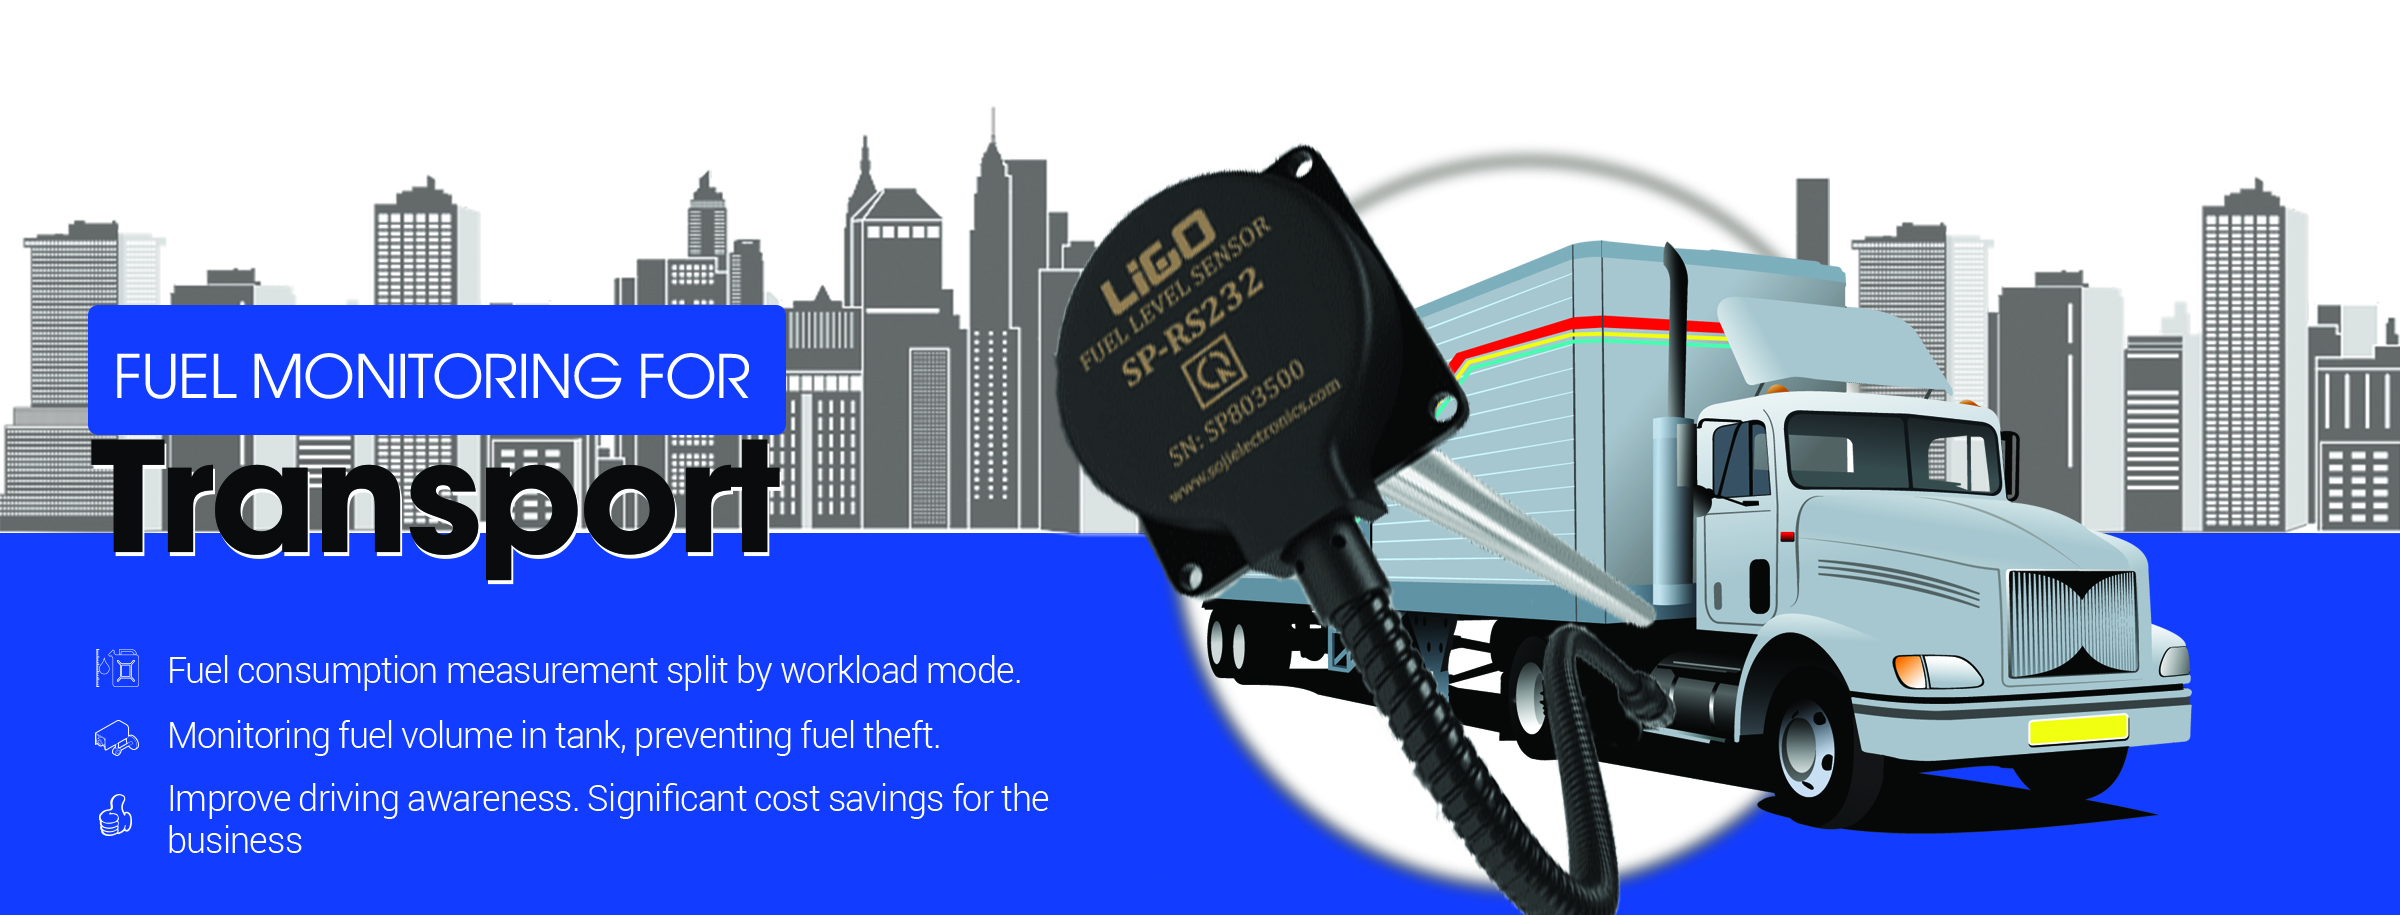 FUEL MONITORING FOR
Transport
Fuel consumption measurement split by workload mode.
Monitoring fuel volume in tank, preventing fuel theft.
Improve driving awareness. Significant cost savings for the
business
LiGO
FUEL LEVEL SENSOR
SP-RS232
SN: SP803500
www.sojielectronics.com